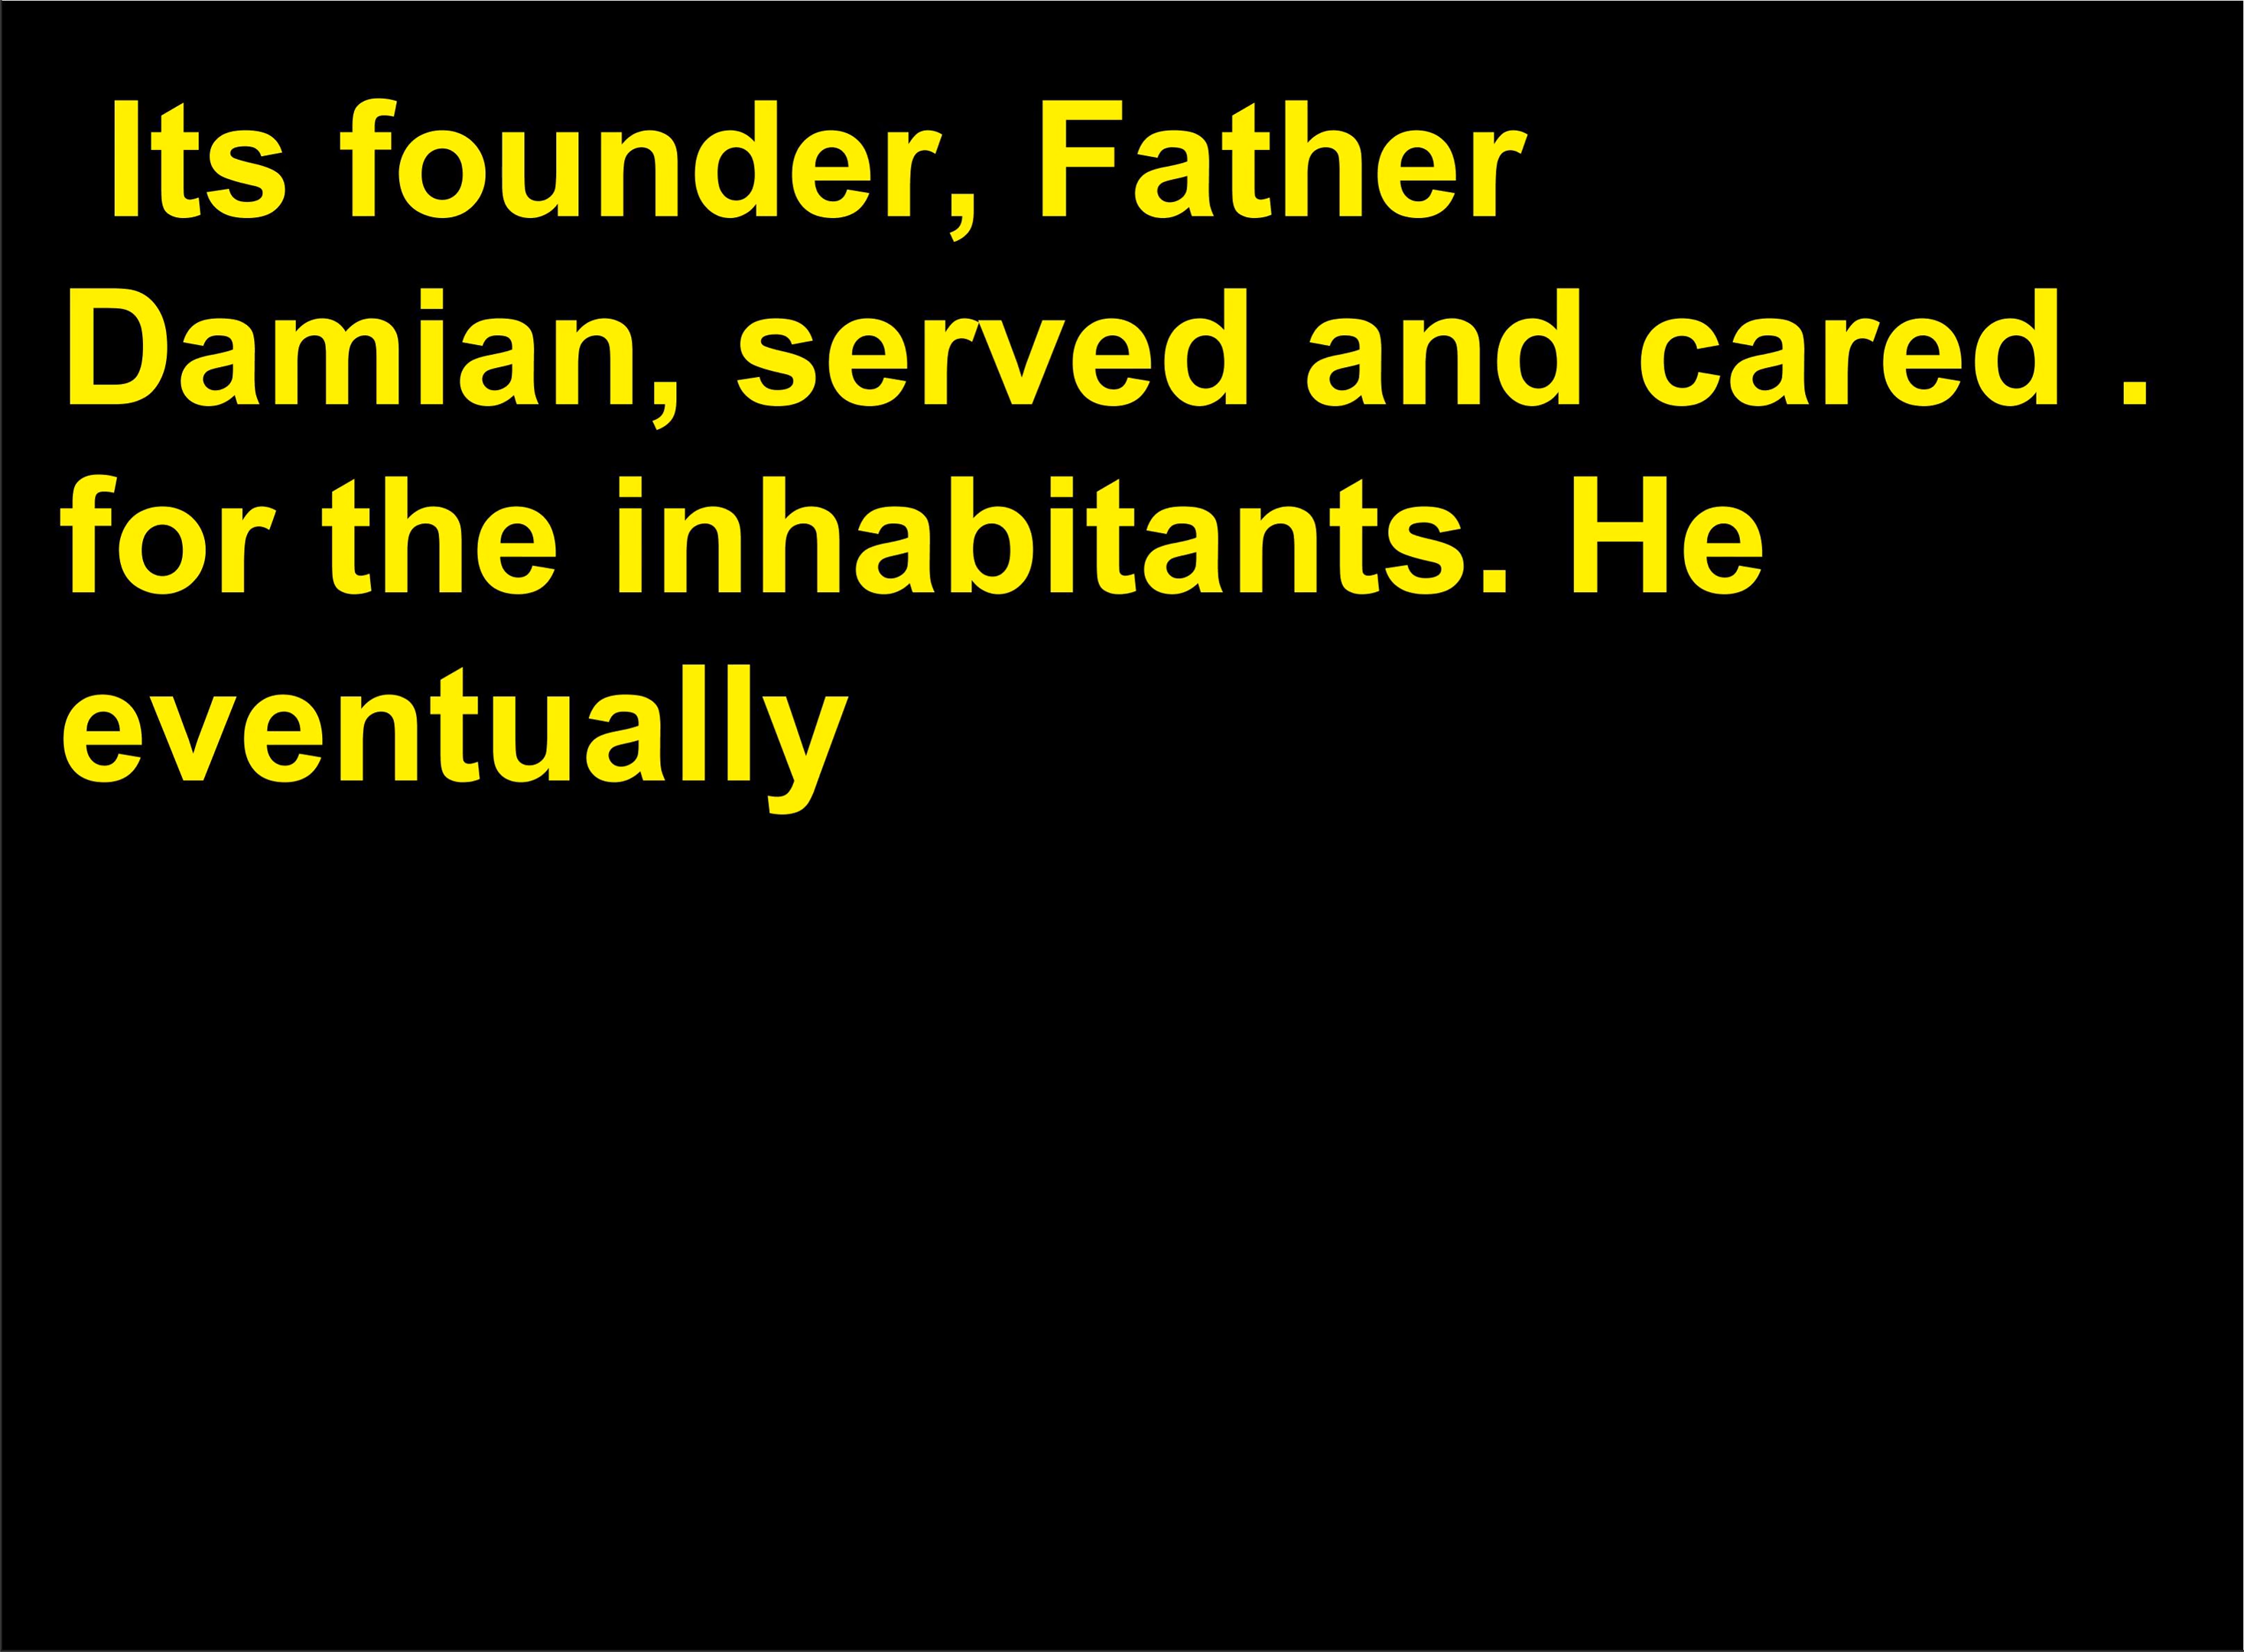 Its founder, Father
Damian, served and cared .
for the inhabitants. He
eventually